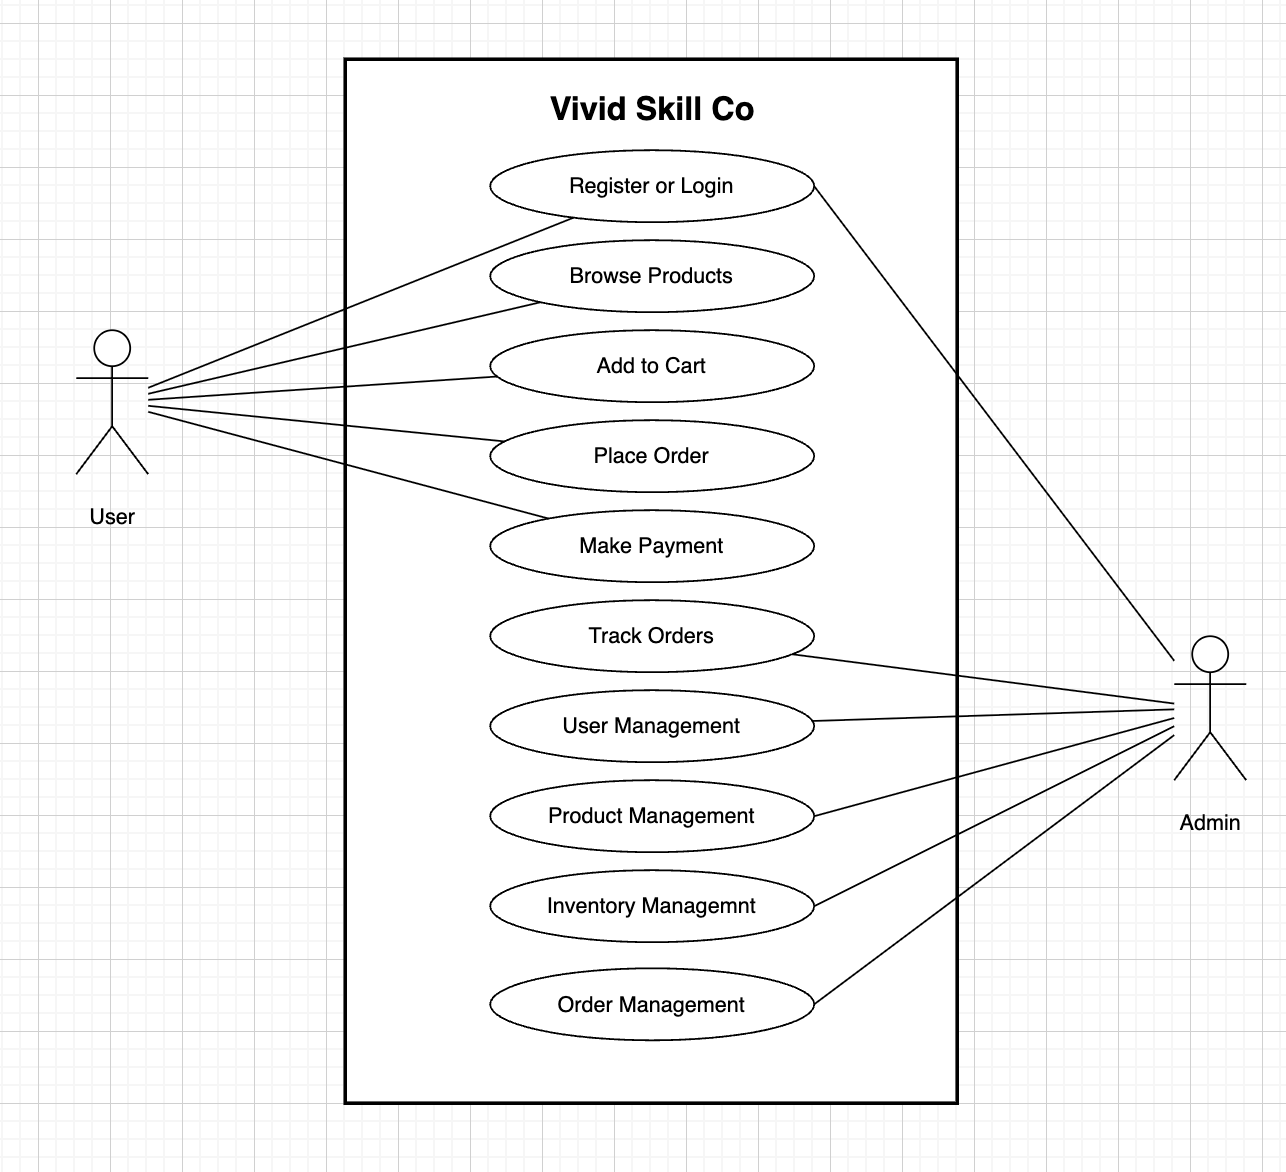 Vivid Skill Co
Register or Login
Browse Products
Add to Cart
Place Order
User
Make Payment
Track Orders
User Management
Product Management
Admin
Inventory Managemnt
Order Management